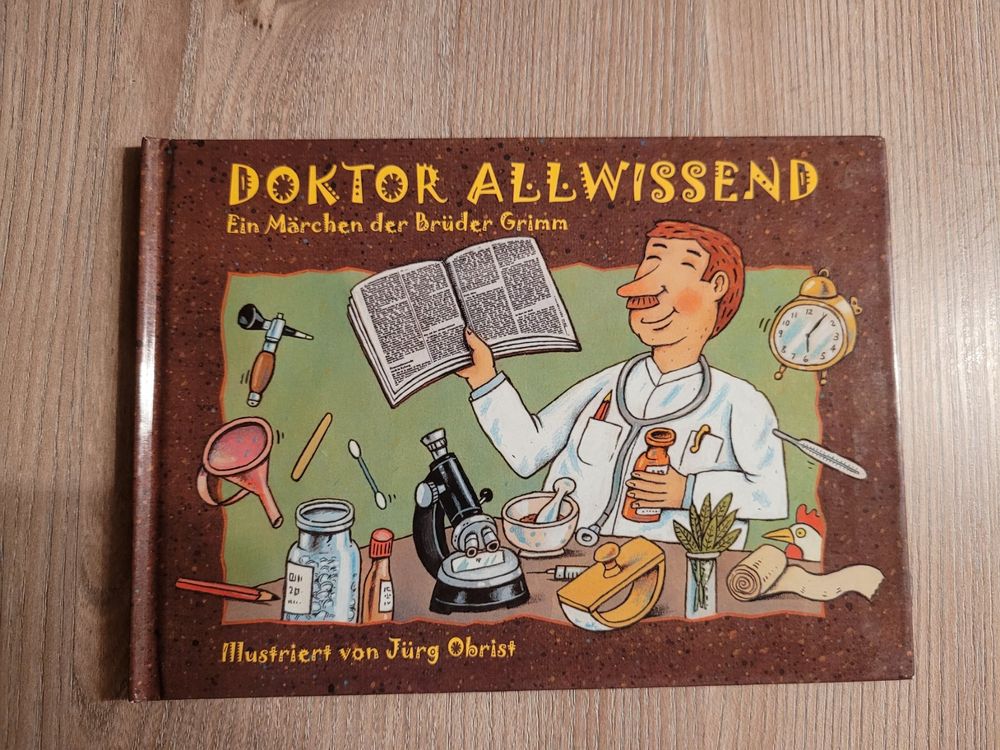 DOKTOR ALLWISSEND
Ein Märchen der Brüder Grimm
Illustriert von Jürg Obrist